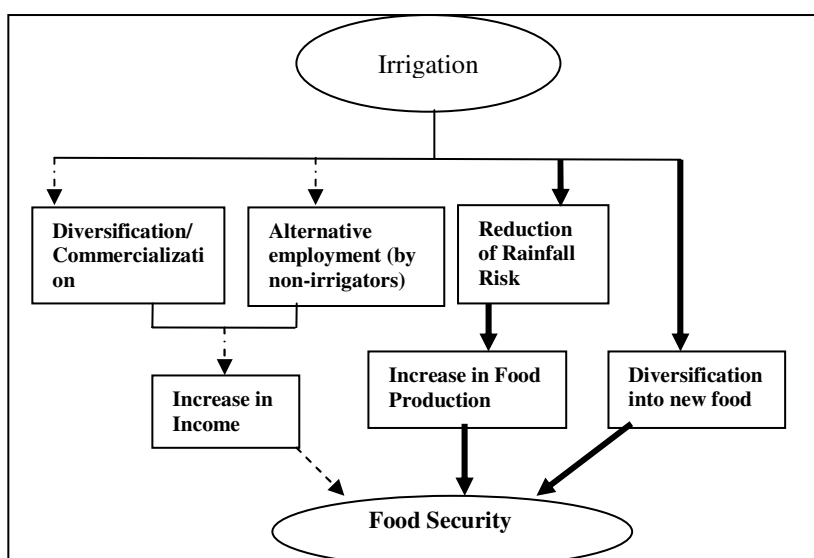 Irrigation
Diversification/
Commercializati
on
Alternative
employment (by
non-irrigators)
Reduction
of Rainfall
Risk
Increase in
Income
Increase in Food
Production
Diversification
into new food
Food Security